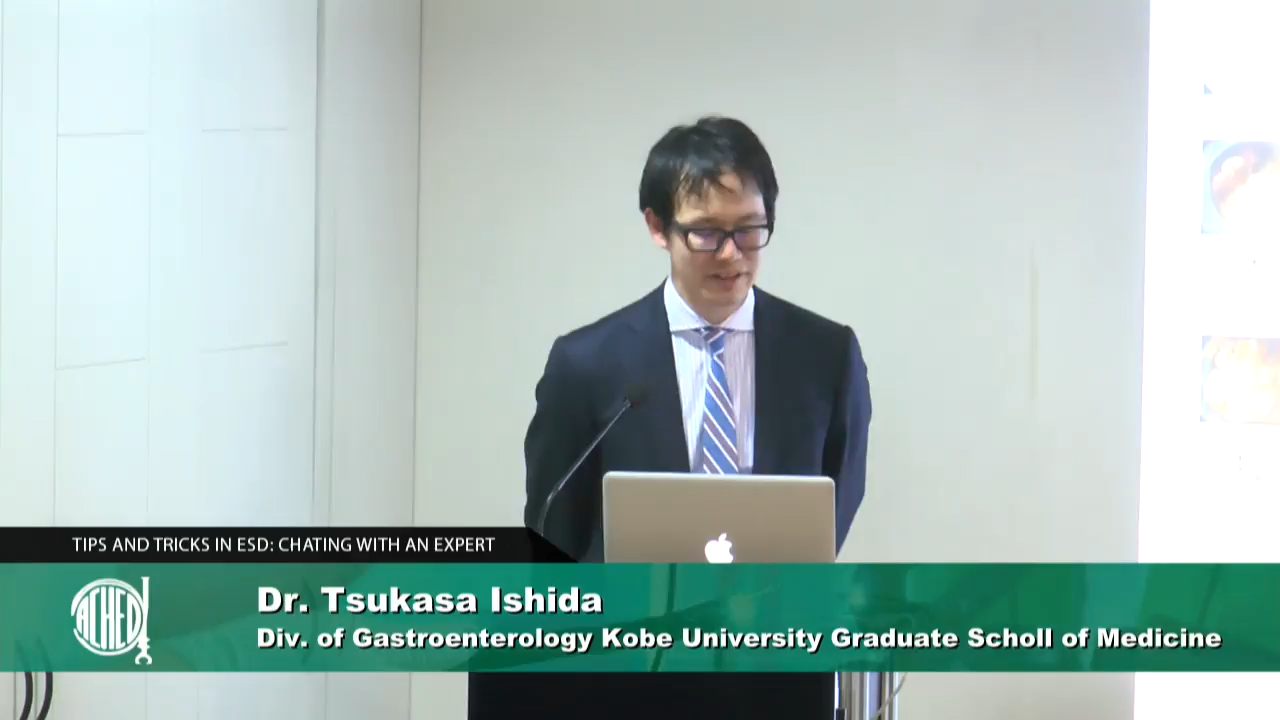 TIPS AND TRICKS IN ESD: CHATING WITH AN EXPERT
ACHED
Dr. Tsukasa Ishida
Div. of Gastroenterology Kobe University Graduate Scholl of Medicine